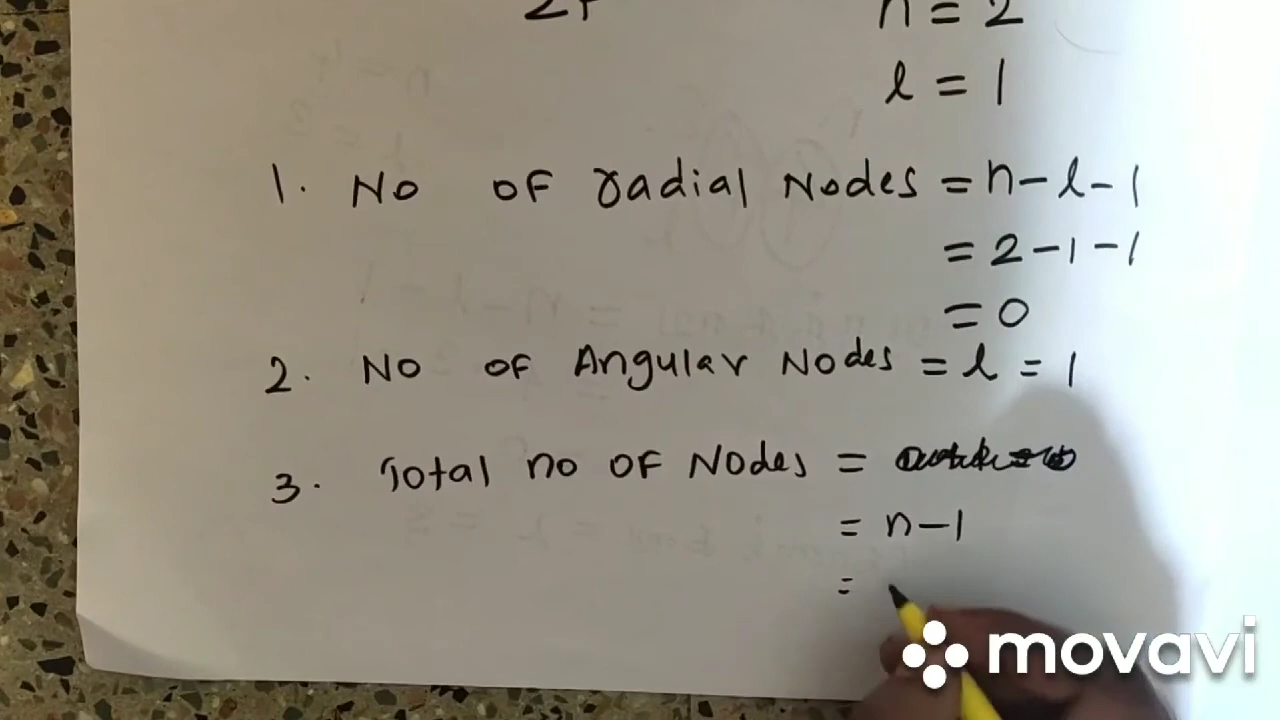 n = 2
l = 1
1. No OF radial Nodes = n - l - 1
= 2 - 1 - 1
= 0
2. No OF Angular Nodes = l = 1
3. Total no OF Nodes =
= n - 1
=
movavi